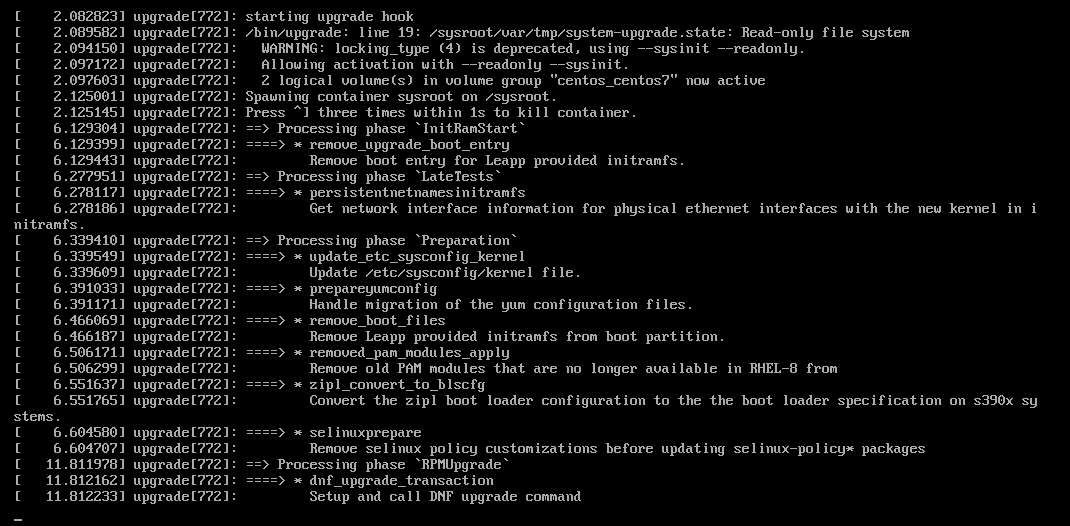 [    2.082823] upgrade[772]: starting upgrade hook
[    2.089582] upgrade[772]: /bin/upgrade: line 19: /sysroot/var/tmp/system-upgrade.state: Read-only file system
[    2.094150] upgrade[772]:   WARNING: locking_type (4) is deprecated, using --sysinit --readonly.
[    2.097172] upgrade[772]:   Allowing activation with --readonly --sysinit.
[    2.097603] upgrade[772]:   2 logical volume(s) in volume group "centos_centos7" now active
[    2.125001] upgrade[772]: Spawning container sysroot on /sysroot.
[    2.125145] upgrade[772]: Press ^] three times within 1s to kill container.
[    6.129304] upgrade[772]: ==> Processing phase `InitRamStart`
[    6.129399] upgrade[772]: ====> * remove_upgrade_boot_entry
[    6.129443] upgrade[772]:         Remove boot entry for Leapp provided initramfs.
[    6.277951] upgrade[772]: ==> Processing phase `LateTests`
[    6.278117] upgrade[772]: ====> * persistentnetnamesinitramfs
[    6.278186] upgrade[772]:         Get network interface information for physical ethernet interfaces with the new kernel in i
nitramfs.
[    6.339410] upgrade[772]: ==> Processing phase `Preparation`
[    6.339549] upgrade[772]: ====> * update_etc_sysconfig_kernel
[    6.339609] upgrade[772]:         Update /etc/sysconfig/kernel file.
[    6.391033] upgrade[772]: ====> * prepareyumconfig
[    6.391171] upgrade[772]:         Handle migration of the yum configuration files.
[    6.466069] upgrade[772]: ====> * remove_boot_files
[    6.466187] upgrade[772]:         Remove Leapp provided initramfs from boot partition.
[    6.506171] upgrade[772]: ====> * removed_pam_modules_apply
[    6.506299] upgrade[772]:         Remove old PAM modules that are no longer available in RHEL-8 from
[    6.551637] upgrade[772]: ====> * zipl_convert_to_blscfg
[    6.551765] upgrade[772]:         Convert the zipl boot loader configuration to the the boot loader specification on s390x sy
stems.
[    6.604580] upgrade[772]: ====> * selinuxprepare
[    6.604707] upgrade[772]:         Remove selinux policy customizations before updating selinux-policy* packages
[   11.811978] upgrade[772]: ==> Processing phase `RPMUpgrade`
[   11.812162] upgrade[772]: ====> * dnf_upgrade_transaction
[   11.812233] upgrade[772]:         Setup and call DNF upgrade command